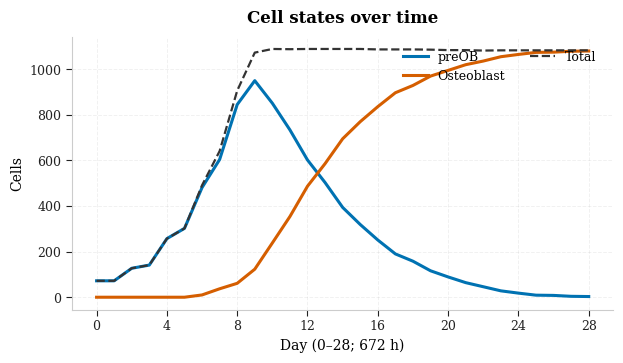 Cell states over time
preOB
Total
Osteoblast
Cells
1000
800
600
400
200
0
0 4 8 12 16 20 24 28
Day (0–28; 672 h)